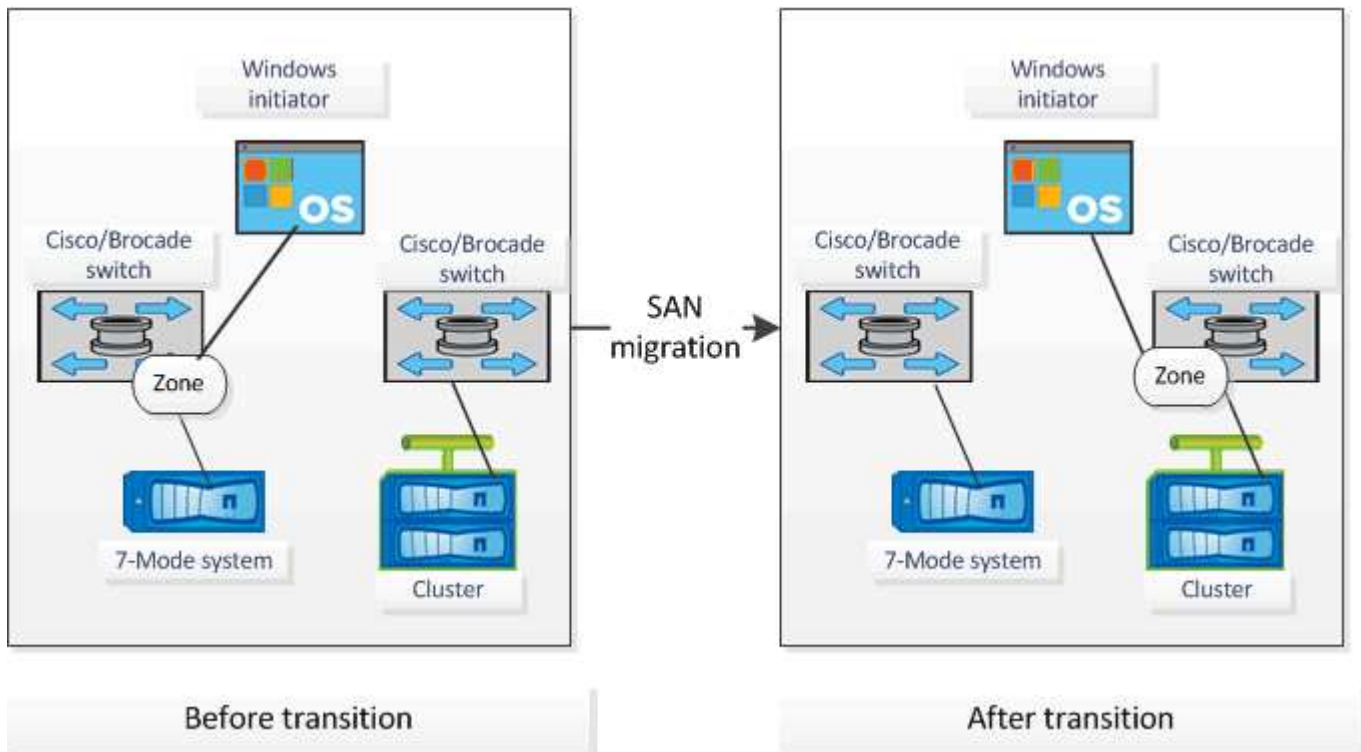 Windows
initiator
Cisco/Brocade
switch
Cisco/Brocade
switch
Zone
7-Mode system
Cluster
SAN
migration
Windows
initiator
Cisco/Brocade
switch
Cisco/Brocade
switch
Zone
7-Mode system
Cluster
Before transition
After transition
OS
OS
n
n
n
n
n
n